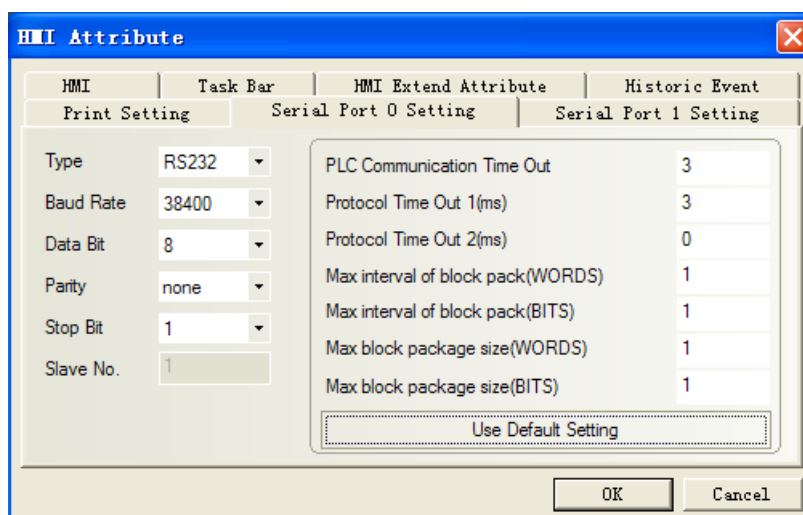 HMI Attribute
HMI Task Bar HMI Extend Attribute Historic Event
Print Setting Serial Port 0 Setting Serial Port 1 Setting
Type RS232
Baud Rate 38400
Data Bit 8
Parity none
Stop Bit 1
Slave No. 1
PLC Communication Time Out 3
Protocol Time Out 1(ms) 3
Protocol Time Out 2(ms) 0
Max interval of block pack(WORDS) 1
Max interval of block pack(BITS) 1
Max block package size(WORDS) 1
Max block package size(BITS) 1
Use Default Setting
OK Cancel